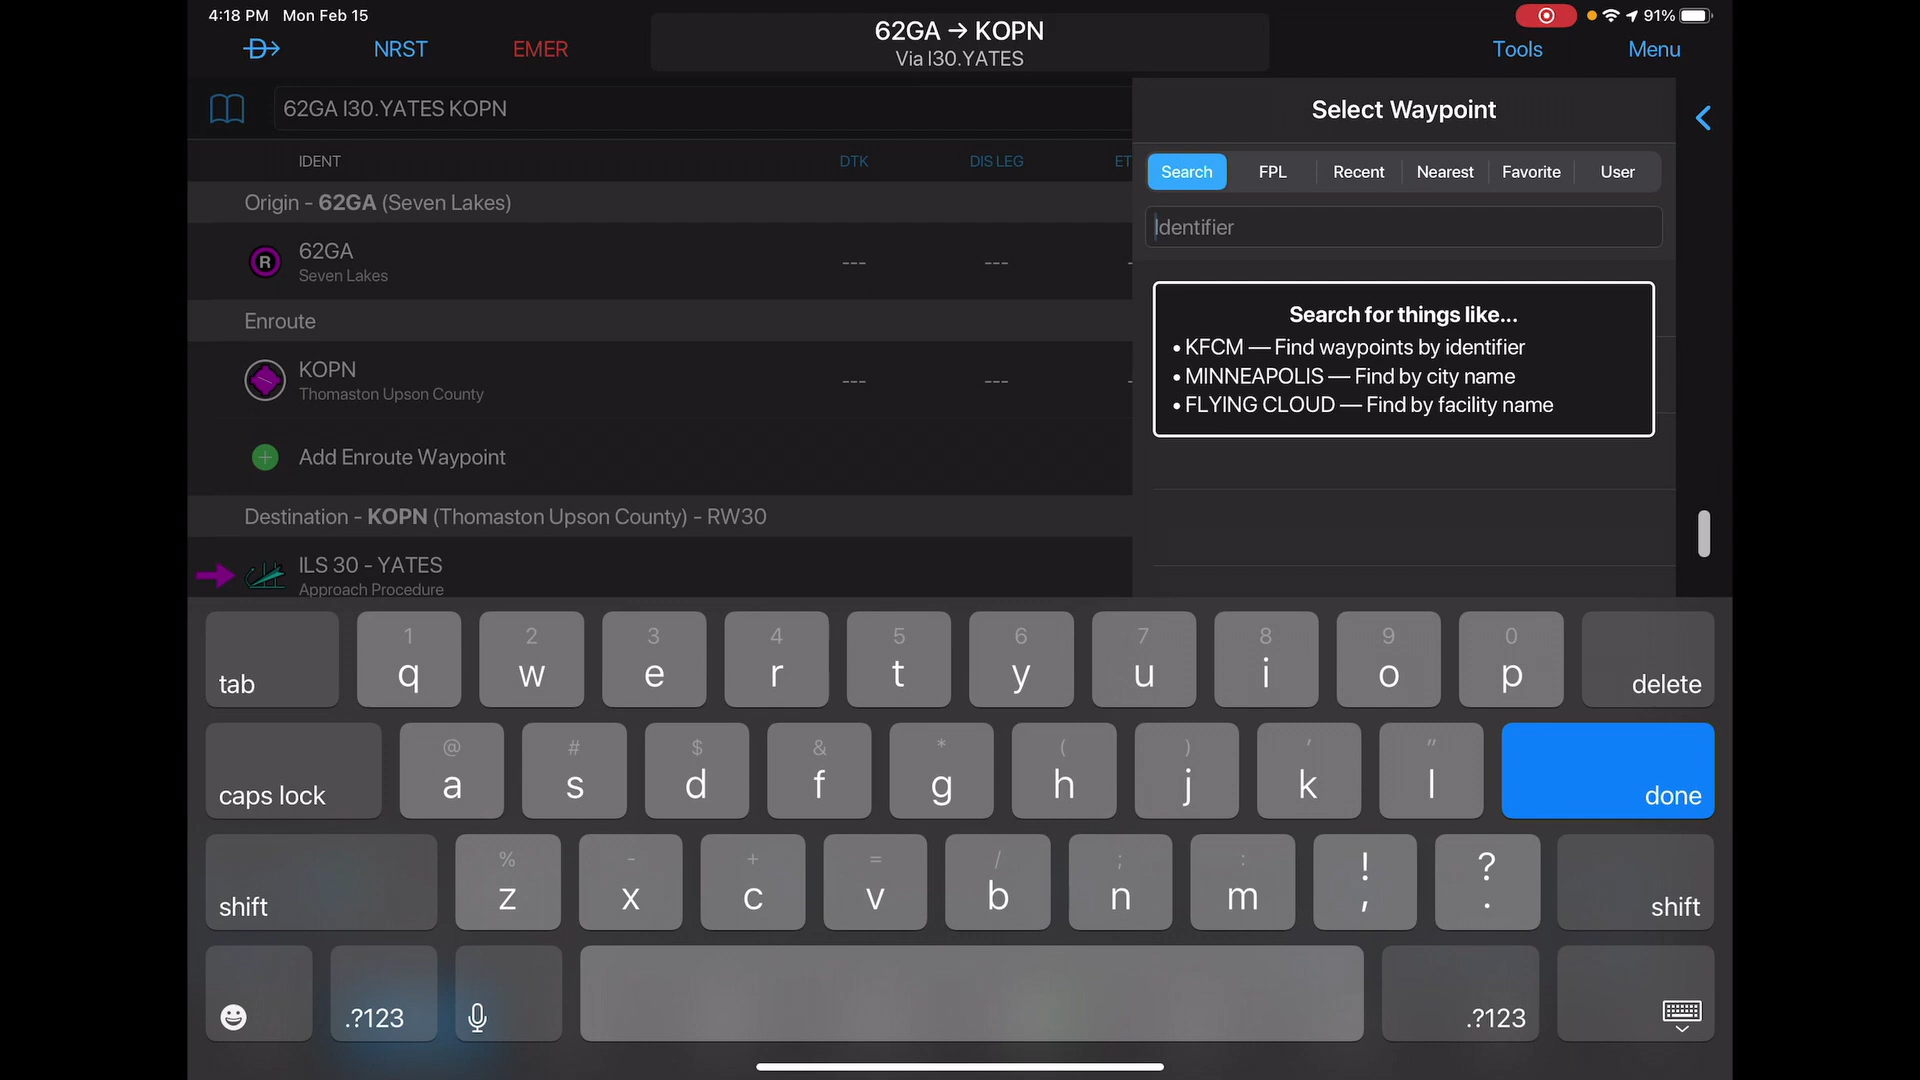 4:18 PM Mon Feb 15
91%
NRST
EMER
62GA → KOPN
Via I30.YATES
Tools
Menu
62GA I30.YATES KOPN
IDENT
DTK
DIS LEG
ET
Origin - 62GA (Seven Lakes)
R
62GA
Seven Lakes
---
---
Enroute
KOPN
Thomaston Upson County
---
---
Add Enroute Waypoint
Destination - KOPN (Thomaston Upson County) - RW30
ILS 30 - YATES
Approach Procedure
Select Waypoint
Search FPL Recent Nearest Favorite User
Identifier
Search for things like...
• KFCM — Find waypoints by identifier
• MINNEAPOLIS — Find by city name
• FLYING CLOUD — Find by facility name
1 2 3 4 5 6 7 8 9 0
tab q w e r t y u i o p delete
@ # $ & * ( ) ' "
caps lock a s d f g h j k l done
% - + = / ; : ! ?
shift z x c v b n m , . shift
.?123 .?123